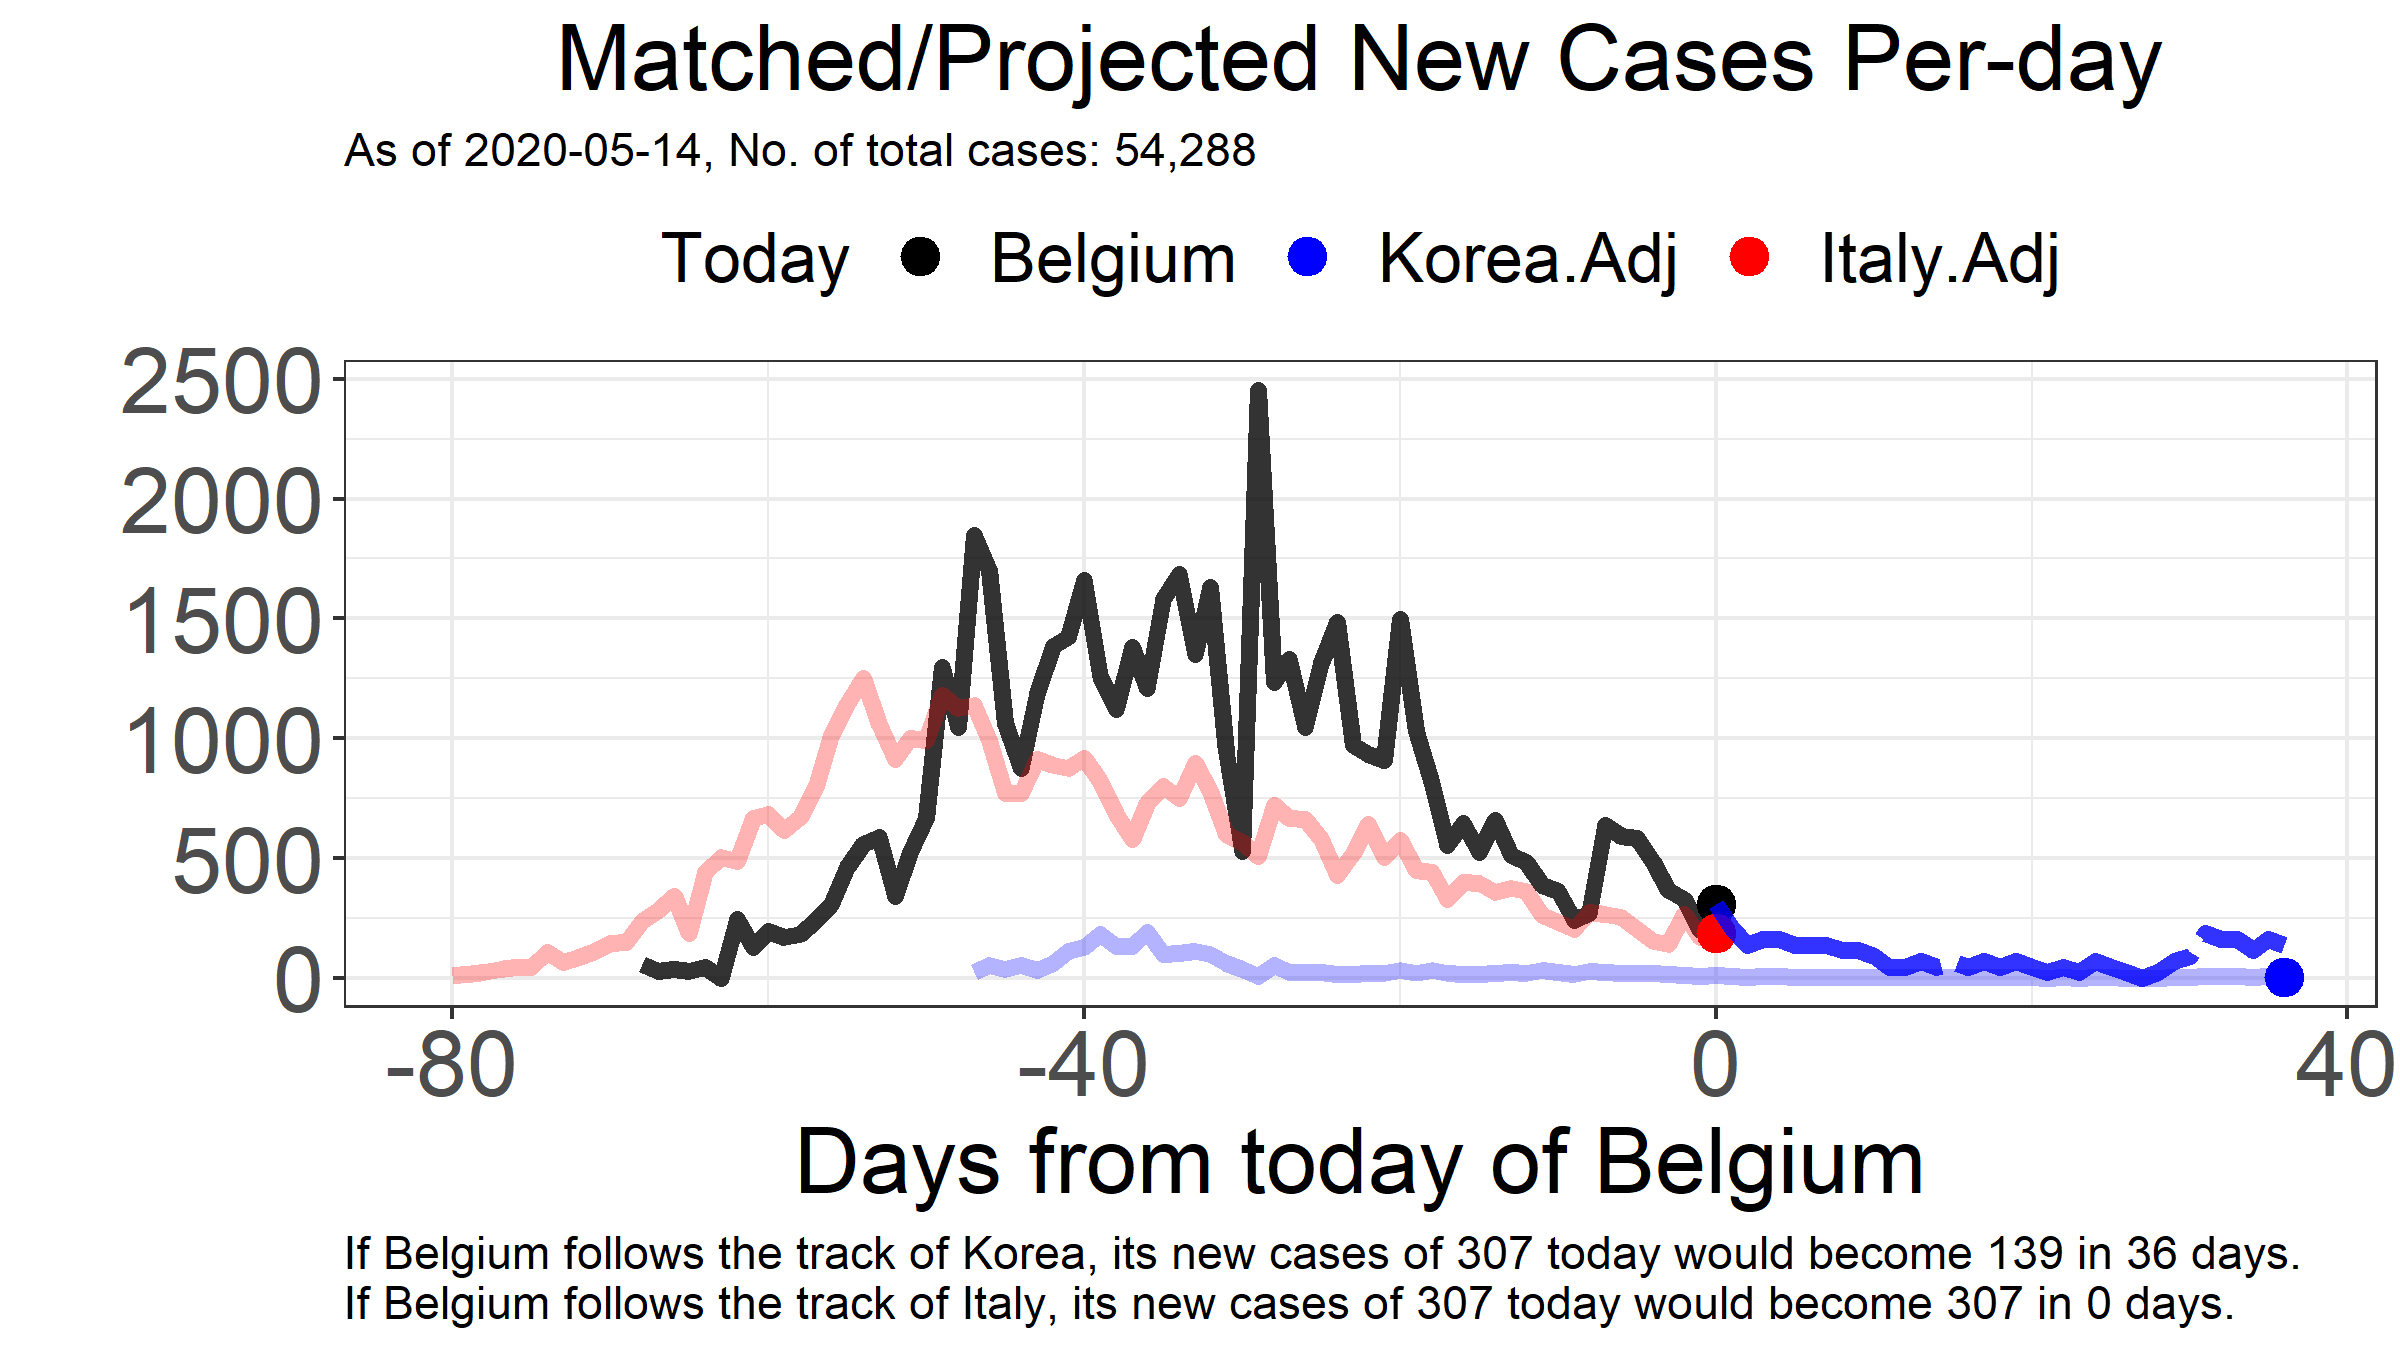 Matched/Projected New Cases Per-day
As of 2020-05-14, No. of total cases: 54,288
Today Belgium Korea.Adj Italy.Adj
2500
2000
1500
1000
500
0
-80 -40 0 40
Days from today of Belgium
If Belgium follows the track of Korea, its new cases of 307 today would become 139 in 36 days.
If Belgium follows the track of Italy, its new cases of 307 today would become 307 in 0 days.